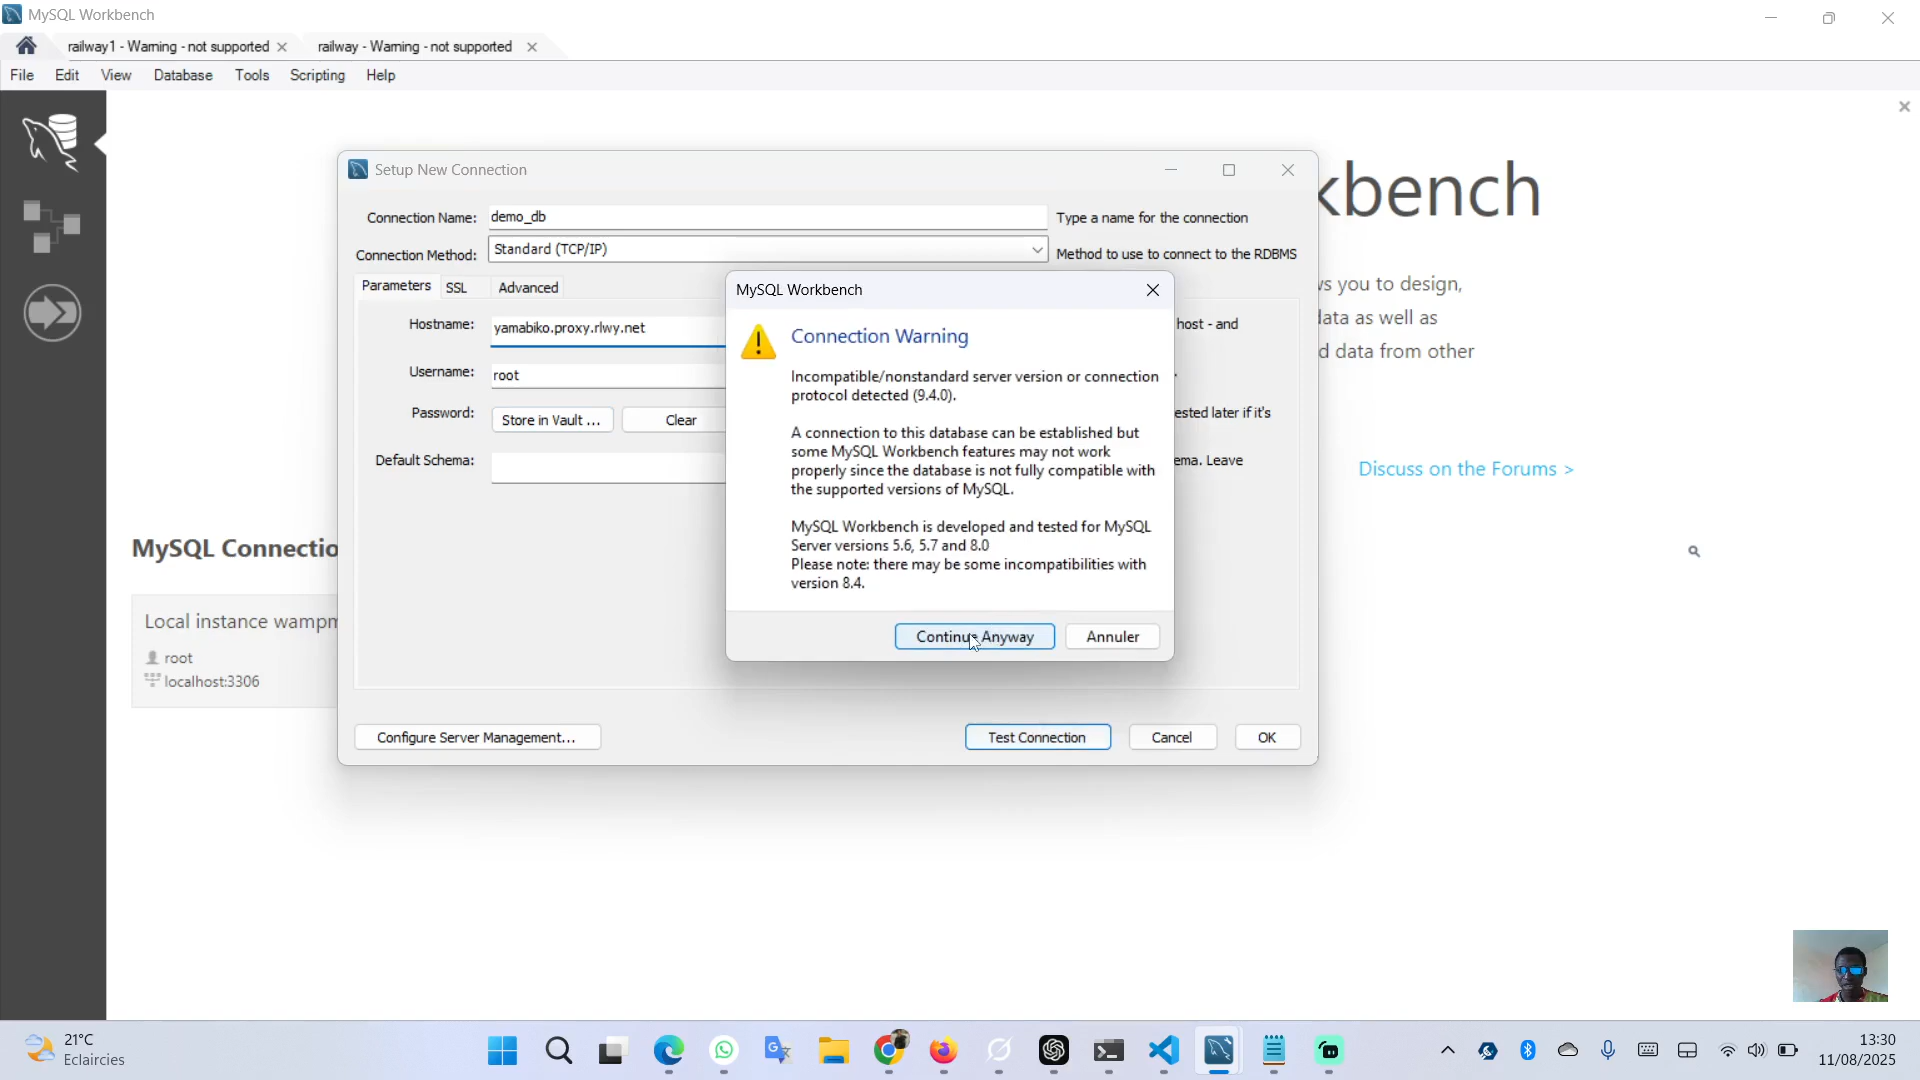 MySQL Workbench
railway1 - Warning - not supported
railway - Warning - not supported
File Edit View Database Tools Scripting Help
kbench
Setup New Connection
Connection Name: demo_db Type a name for the connection
Connection Method: Standard (TCP/IP) Method to use to connect to the RDBMS
Parameters SSL Advanced
Hostname: yamabiko.proxy.rlwy.net host - and
Username: root
Password: Store in Vault ... Clear ested later if it's
Default Schema: ema. Leave
MySQL Workbench
Connection Warning
Incompatible/nonstandard server version or connection
protocol detected (9.4.0).
A connection to this database can be established but
some MySQL Workbench features may not work
properly since the database is not fully compatible with
the supported versions of MySQL.
MySQL Workbench is developed and tested for MySQL
Server versions 5.6, 5.7 and 8.0
Please note: there may be some incompatibilities with
version 8.4.
Continue Anyway Annuler
Configure Server Management... Test Connection Cancel OK
s you to design,
ata as well as
d data from other
Discuss on the Forums >
MySQL Connectio
Local instance wampm
root
localhost:3306
21°C
Eclaircies
13:30
11/08/2025